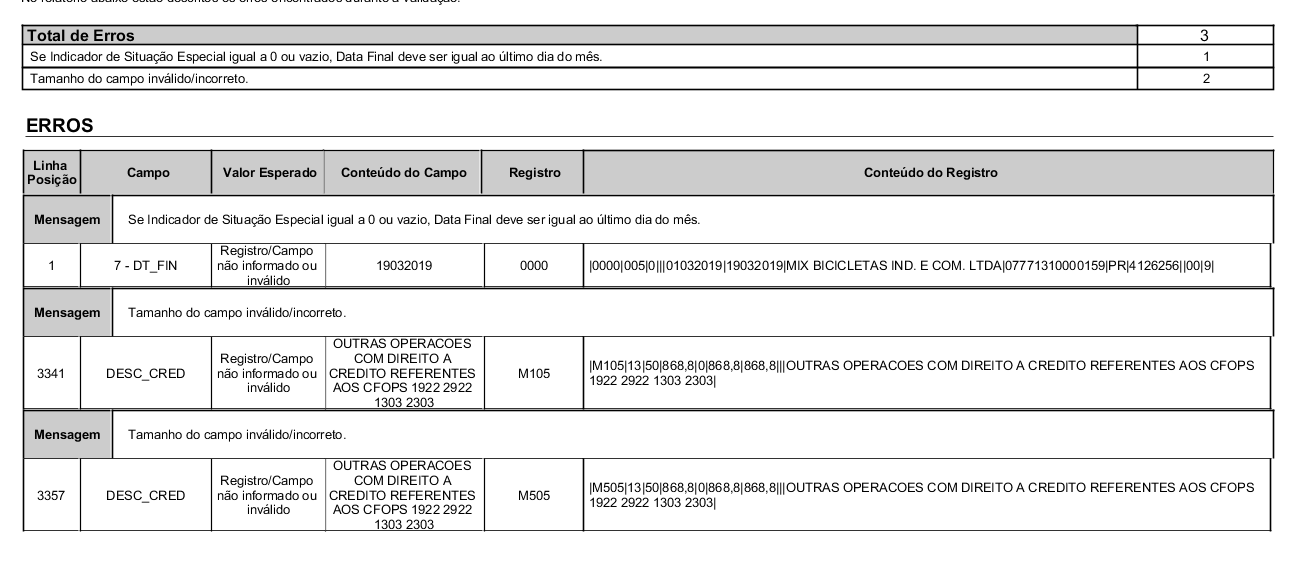 No relatório abaixo estão descritos os erros encontrados durante a validação.
Total de Erros 3
Se Indicador de Situação Especial igual a 0 ou vazio, Data Final deve ser igual ao último dia do mês. 1
Tamanho do campo inválido/incorreto. 2
ERROS
Linha Posição Campo Valor Esperado Conteúdo do Campo Registro Conteúdo do Registro
Mensagem Se Indicador de Situação Especial igual a 0 ou vazio, Data Final deve ser igual ao último dia do mês.
1 7 - DT_FIN Registro/Campo não informado ou inválido 19032019 0000 |0000|005|0|||01032019|19032019|MIX BICICLETAS IND. E COM. LTDA|07771310000159|PR|4126256||00|9|
Mensagem Tamanho do campo inválido/incorreto.
3341 DESC_CRED Registro/Campo não informado ou inválido OUTRAS OPERACOES COM DIREITO A CREDITO REFERENTES AOS CFOPS 1922 2922 1303 2303 M105 |M105|13|50|868,8|0|868,8|868,8|||OUTRAS OPERACOES COM DIREITO A CREDITO REFERENTES AOS CFOPS 1922 2922 1303 2303|
Mensagem Tamanho do campo inválido/incorreto.
3357 DESC_CRED Registro/Campo não informado ou inválido OUTRAS OPERACOES COM DIREITO A CREDITO REFERENTES AOS CFOPS 1922 2922 1303 2303 M505 |M505|13|50|868,8|0|868,8|868,8|||OUTRAS OPERACOES COM DIREITO A CREDITO REFERENTES AOS CFOPS 1922 2922 1303 2303|